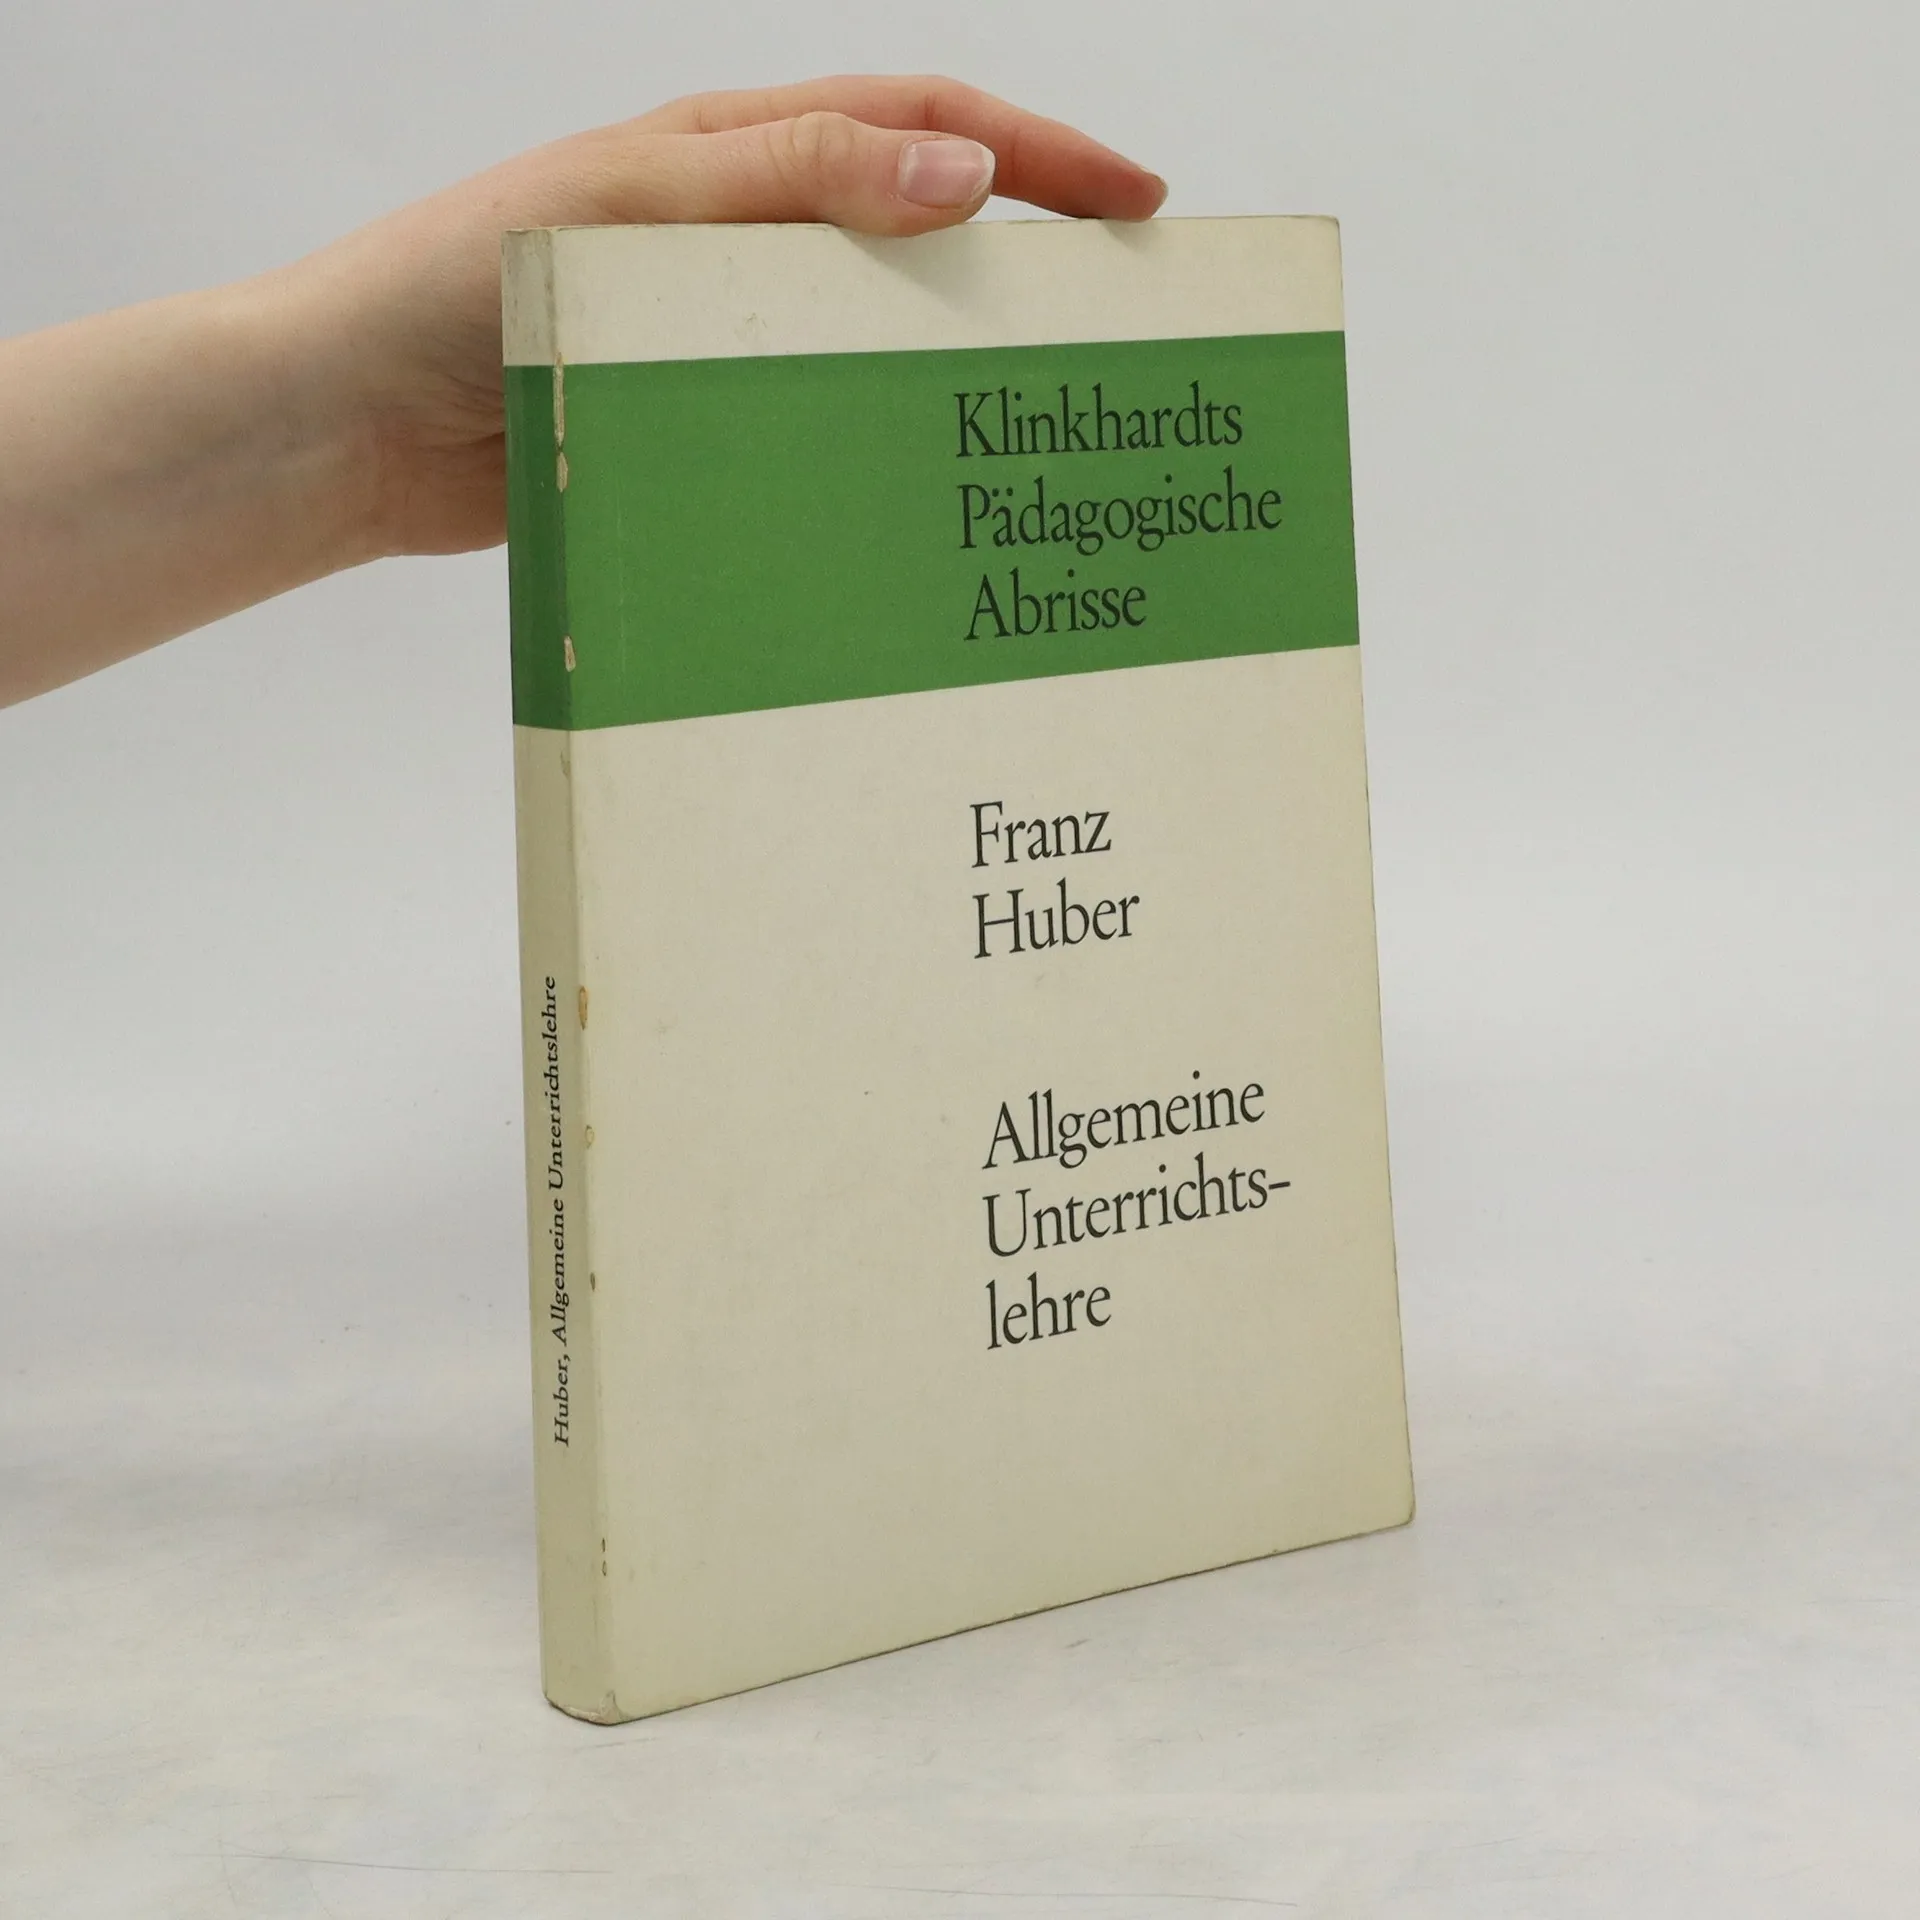 Klinkhardts
Pädagogische
Abrisse
Franz
Huber
Allgemeine
Unterrichts-
lehre
Huber, Allgemeine Unterrichtslehre